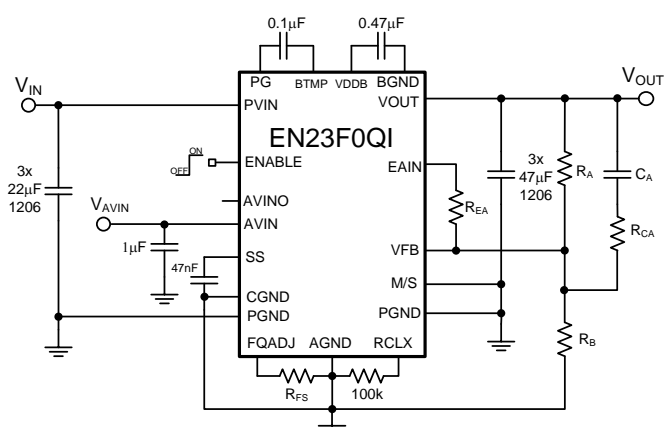 0.1µF
0.47µF
PG
BTMP
VDDB
BGND
VIN
VOUT
PVIN
VOUT
EN23F0QI
ON
OFF
ENABLE
EAIN
3x
22µF
1206
3x
47µF
1206
RA
CA
REA
RCA
VAVIN
AVINO
AVIN
1µF
SS
VFB
47nF
M/S
CGND
PGND
PGND
RB
FQADJ
AGND
RCLX
RFS
100k